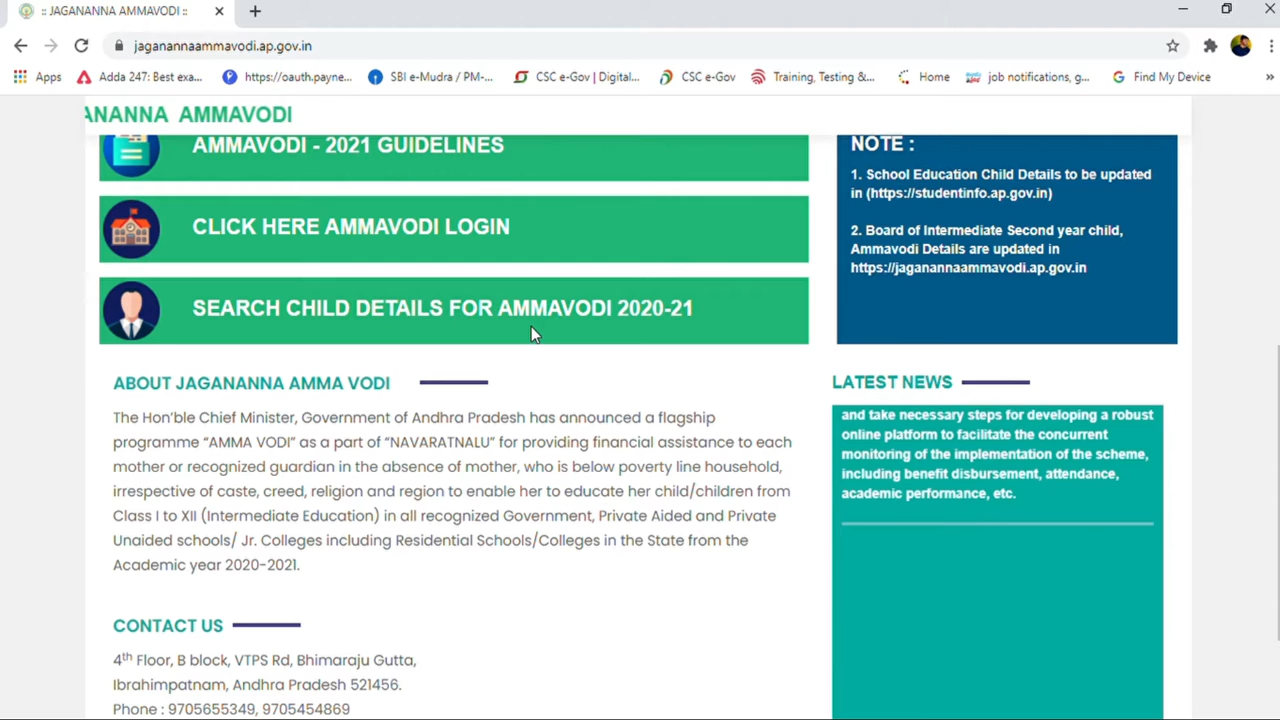 :: JAGANANNA AMMAVODI ::
jaganannaammavodi.ap.gov.in
Apps
Adda 247: Best exa...
https://oauth.payne...
SBI e-Mudra / PM-...
CSC e-Gov | Digital...
CSC e-Gov
Training, Testing &...
Home
job notifications, g...
Find My Device
»
ANANNA AMMAVODI
AMMAVODI - 2021 GUIDELINES
CLICK HERE AMMAVODI LOGIN
SEARCH CHILD DETAILS FOR AMMAVODI 2020-21
NOTE :
1. School Education Child Details to be updated
in (https://studentinfo.ap.gov.in)
2. Board of Intermediate Second year child,
Ammavodi Details are updated in
https://jaganannaammavodi.ap.gov.in
ABOUT JAGANANNA AMMA VODI
The Hon'ble Chief Minister, Government of Andhra Pradesh has announced a flagship
programme “AMMA VODI” as a part of “NAVARATNALU” for providing financial assistance to each
mother or recognized guardian in the absence of mother, who is below poverty line household,
irrespective of caste, creed, religion and region to enable her to educate her child/children from
Class I to XII (Intermediate Education) in all recognized Government, Private Aided and Private
Unaided schools/ Jr. Colleges including Residential Schools/Colleges in the State from the
Academic year 2020-2021.
LATEST NEWS
and take necessary steps for developing a robust
online platform to facilitate the concurrent
monitoring of the implementation of the scheme,
including benefit disbursement, attendance,
academic performance, etc.
CONTACT US
4th Floor, B block, VTPS Rd, Bhimaraju Gutta,
Ibrahimpatnam, Andhra Pradesh 521456.
Phone : 9705655349, 9705454869